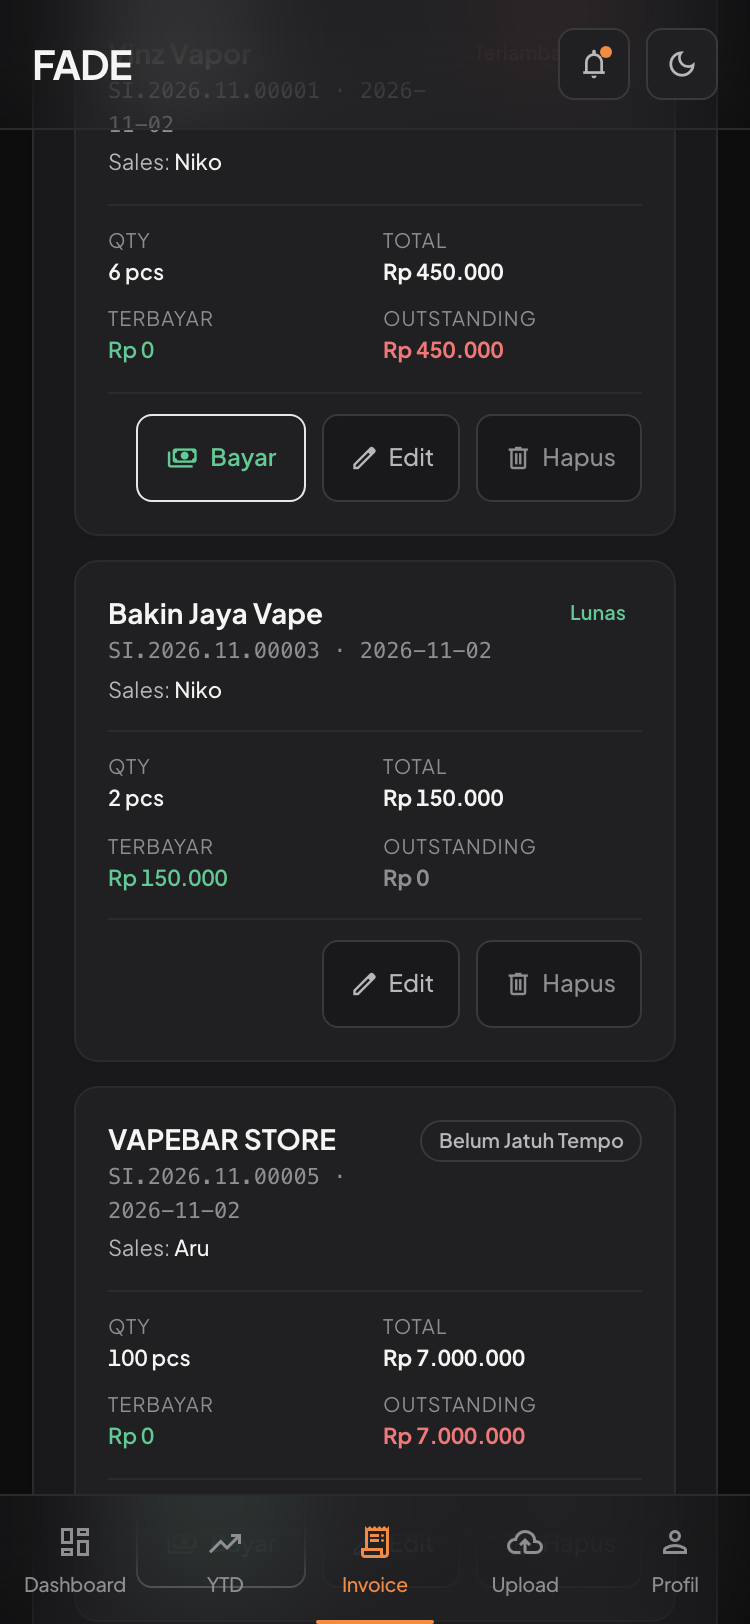 FADE
SI.2026.11.00001 · 2026-
11-02
Sales: Niko
QTY
TOTAL
6 pcs
Rp 450.000
TERBAYAR
OUTSTANDING
Rp 0
Rp 450.000
Bayar
Edit
Hapus
Bakin Jaya Vape
Lunas
SI.2026.11.00003 · 2026-11-02
Sales: Niko
QTY
TOTAL
2 pcs
Rp 150.000
TERBAYAR
OUTSTANDING
Rp 150.000
Rp 0
Edit
Hapus
VAPEBAR STORE
Belum Jatuh Tempo
SI.2026.11.00005 ·
2026-11-02
Sales: Aru
QTY
TOTAL
100 pcs
Rp 7.000.000
TERBAYAR
OUTSTANDING
Rp 0
Rp 7.000.000
Edit
Hapus
Dashboard
YTD
Invoice
Upload
Profil